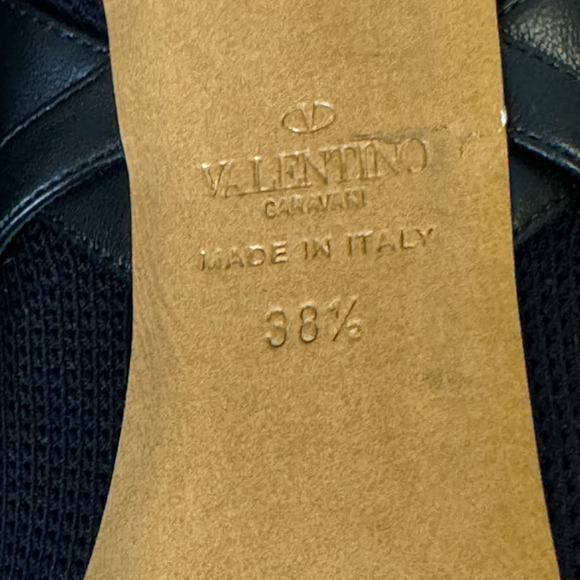 VALENTINO
GARAVANI
MADE IN ITALY
38½